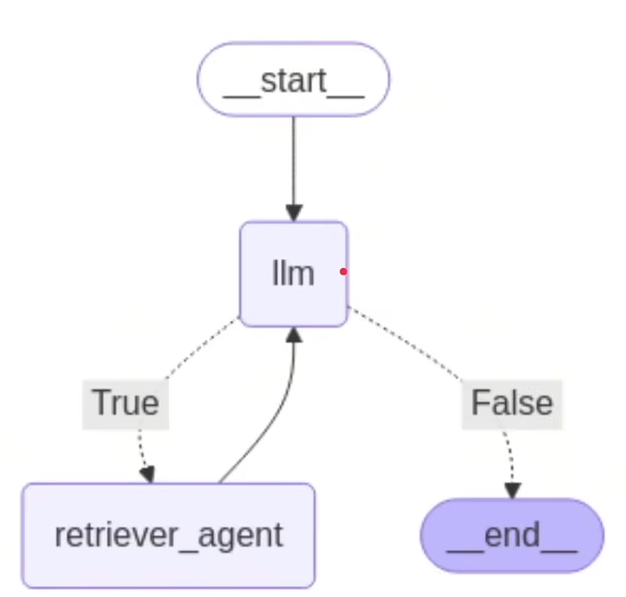 __start__
llm
True
False
retriever_agent
__end__